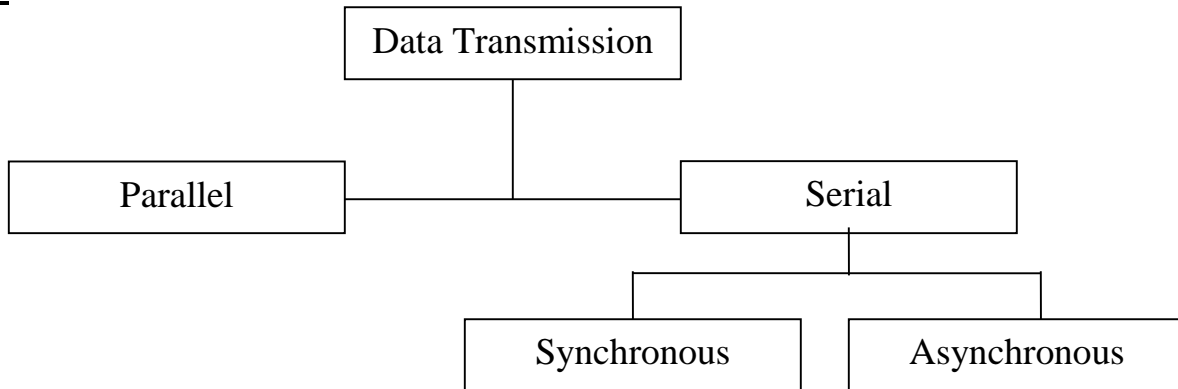 Data Transmission
Parallel
Serial
Synchronous
Asynchronous